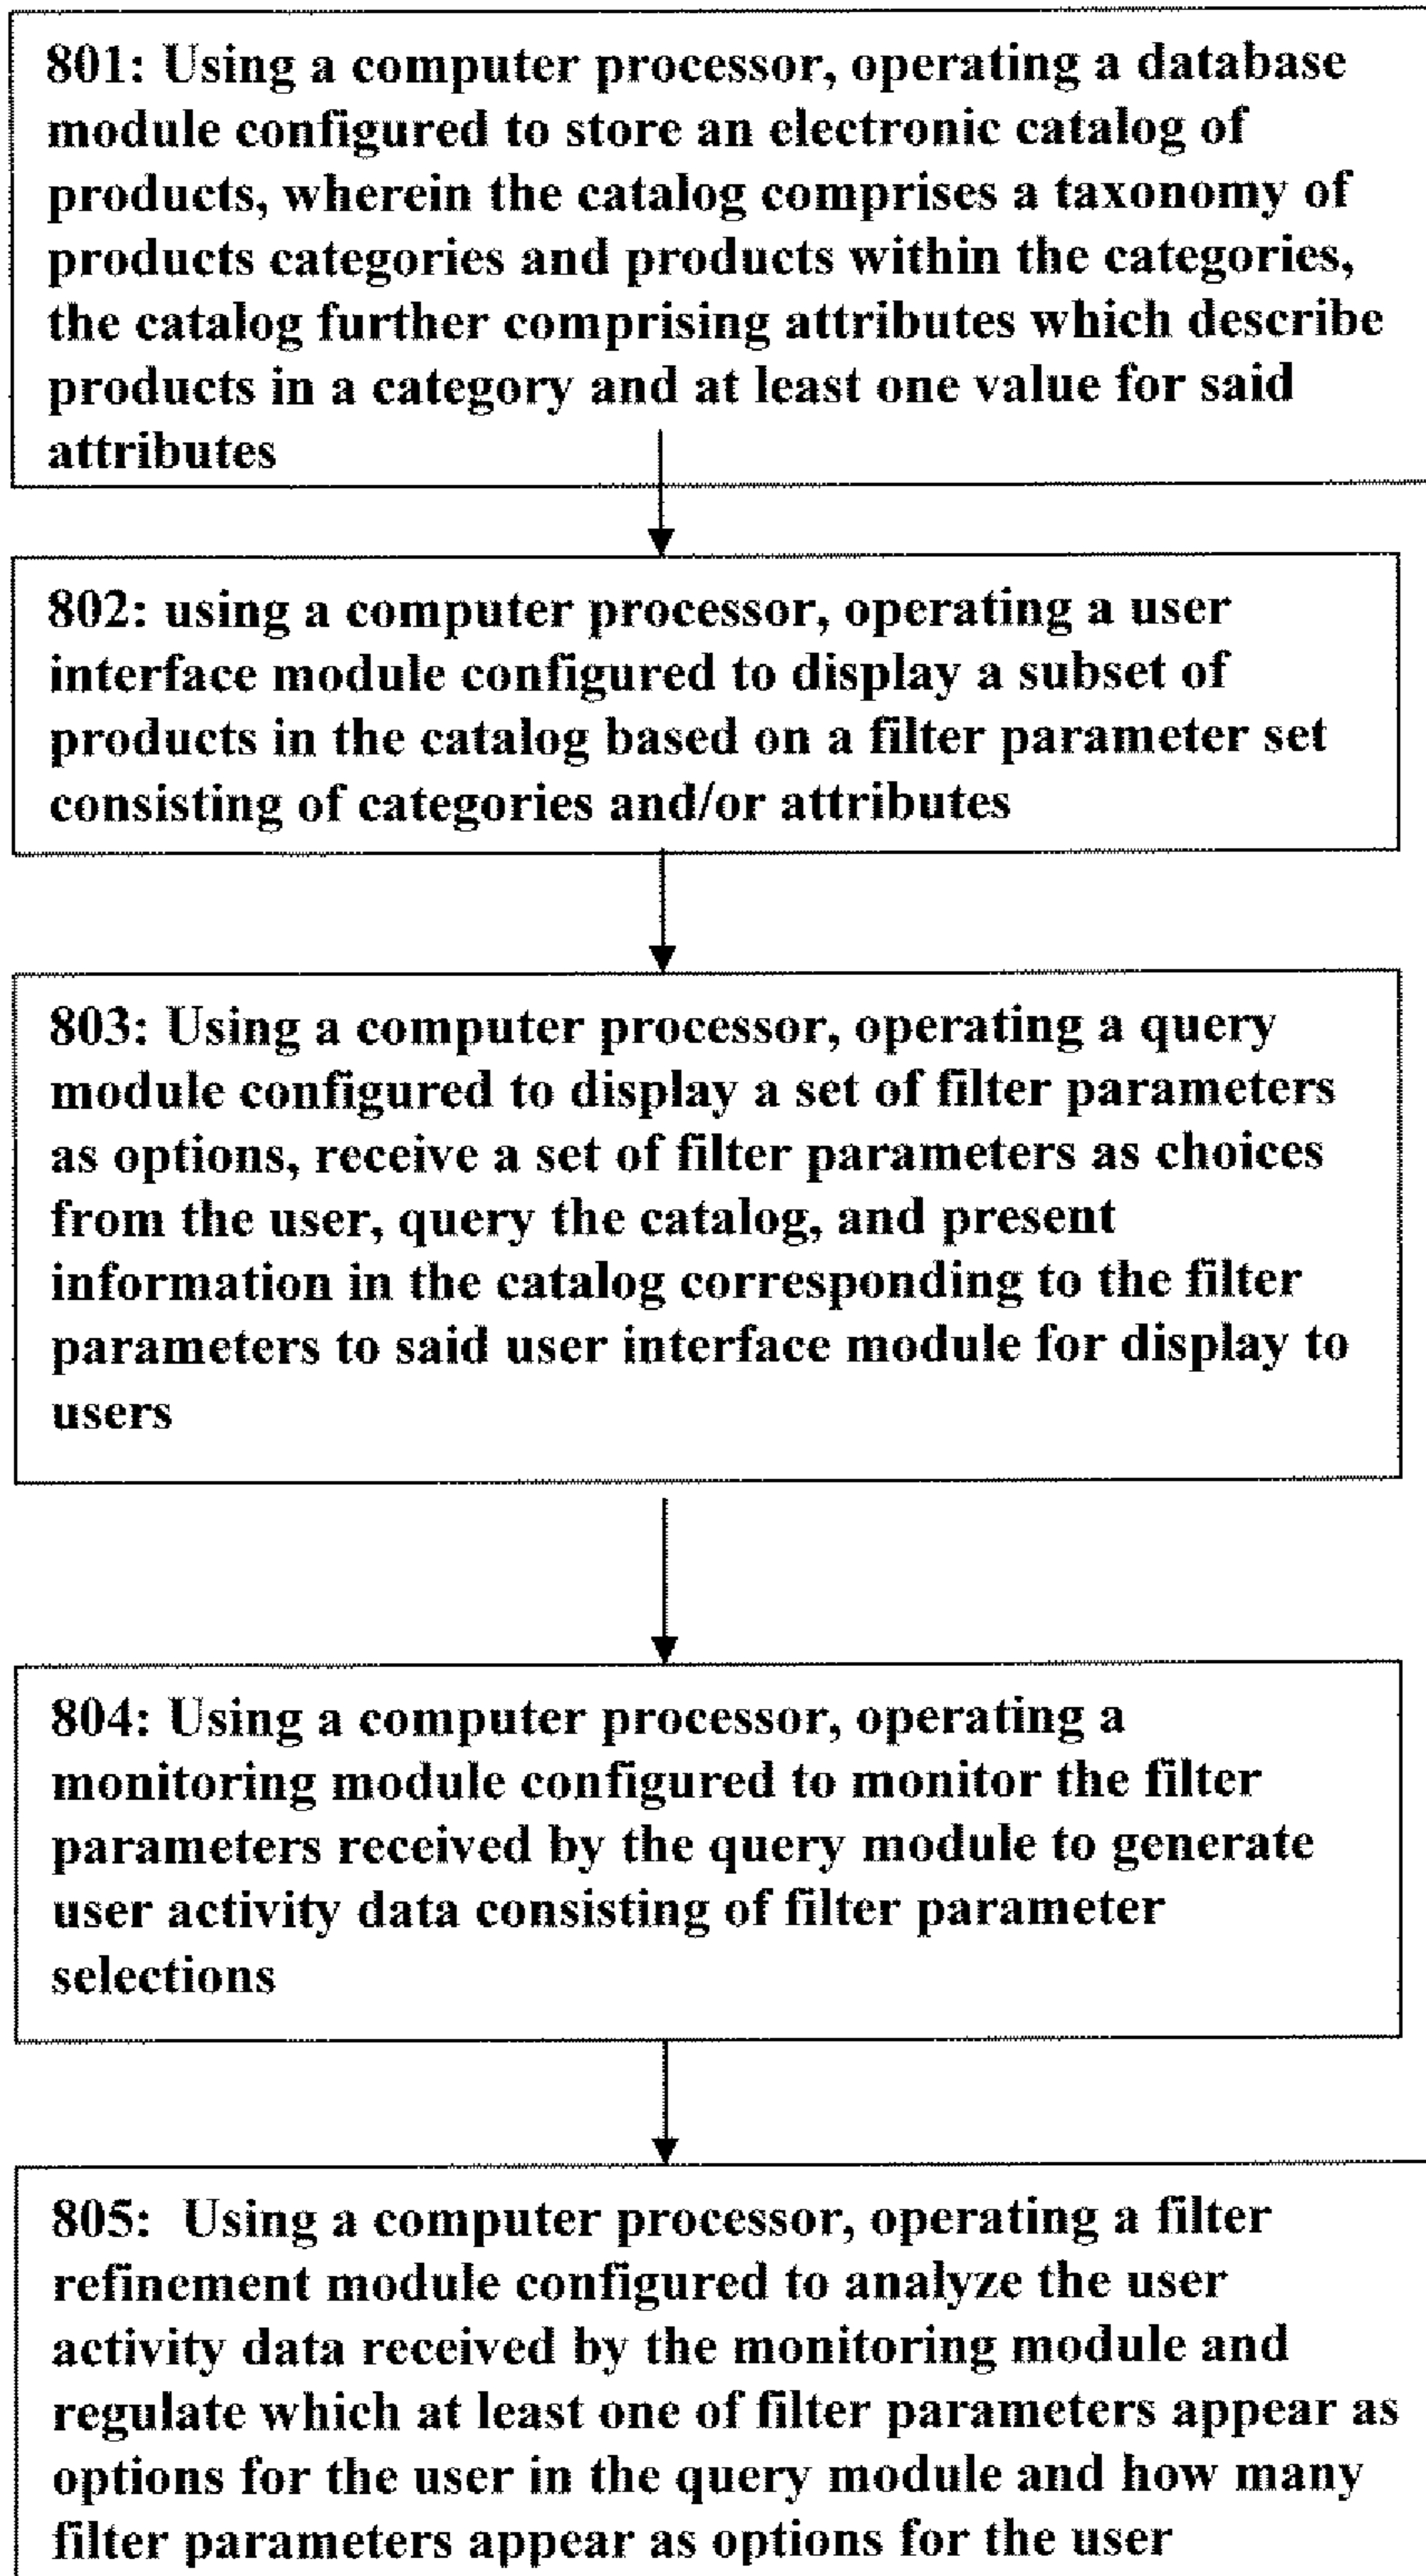 801: Using a computer processor, operating a database
module configured to store an electronic catalog of
products, wherein the catalog comprises a taxonomy of
products categories and products within the categories,
the catalog further comprising attributes which describe
products in a category and at least one value for said
attributes
802: using a computer processor, operating a user
interface module configured to display a subset of
products in the catalog based on a filter parameter set
consisting of categories and/or attributes
803: Using a computer processor, operating a query
module configured to display a set of filter parameters
as options, receive a set of filter parameters as choices
from the user, query the catalog, and present
information in the catalog corresponding to the filter
parameters to said user interface module for display to
users
804: Using a computer processor, operating a
monitoring module configured to monitor the filter
parameters received by the query module to generate
user activity data consisting of filter parameter
selections
805: Using a computer processor, operating a filter
refinement module configured to analyze the user
activity data received by the monitoring module and
regulate which at least one of filter parameters appear as
options for the user in the query module and how many
filter parameters appear as options for the user